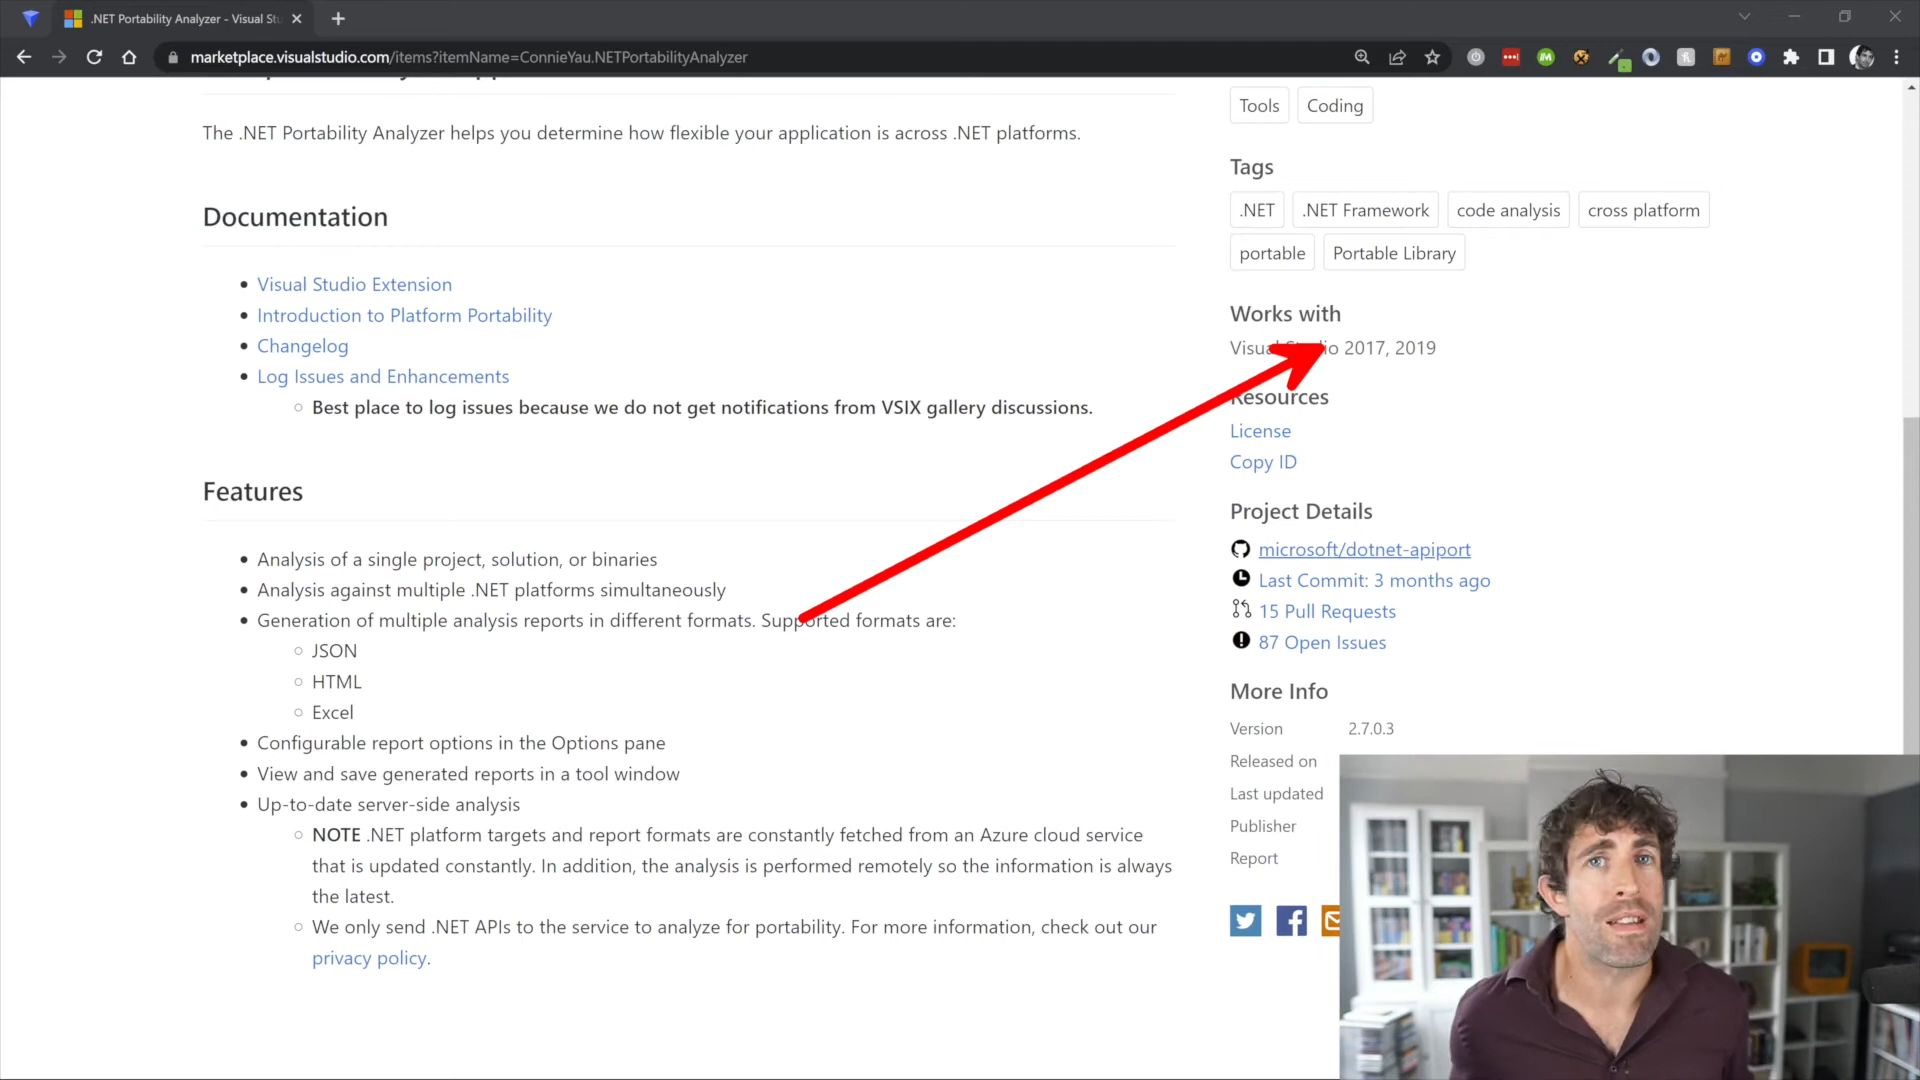 .NET Portability Analyzer - Visual Stu
marketplace.visualstudio.com/items?itemName=ConnieYau.NETPortabilityAnalyzer
The .NET Portability Analyzer helps you determine how flexible your application is across .NET platforms.
Documentation
Visual Studio Extension
Introduction to Platform Portability
Changelog
Log Issues and Enhancements
Best place to log issues because we do not get notifications from VSIX gallery discussions.
Features
Analysis of a single project, solution, or binaries
Analysis against multiple .NET platforms simultaneously
Generation of multiple analysis reports in different formats. Supported formats are:
JSON
HTML
Excel
Configurable report options in the Options pane
View and save generated reports in a tool window
Up-to-date server-side analysis
NOTE .NET platform targets and report formats are constantly fetched from an Azure cloud service
that is updated constantly. In addition, the analysis is performed remotely so the information is always
the latest.
We only send .NET APIs to the service to analyze for portability. For more information, check out our
privacy policy.
Tools Coding
Tags
.NET .NET Framework code analysis cross platform
portable Portable Library
Works with
Visual Studio 2017, 2019
Resources
License
Copy ID
Project Details
microsoft/dotnet-apiport
Last Commit: 3 months ago
15 Pull Requests
87 Open Issues
More Info
Version 2.7.0.3
Released on
Last updated
Publisher
Report